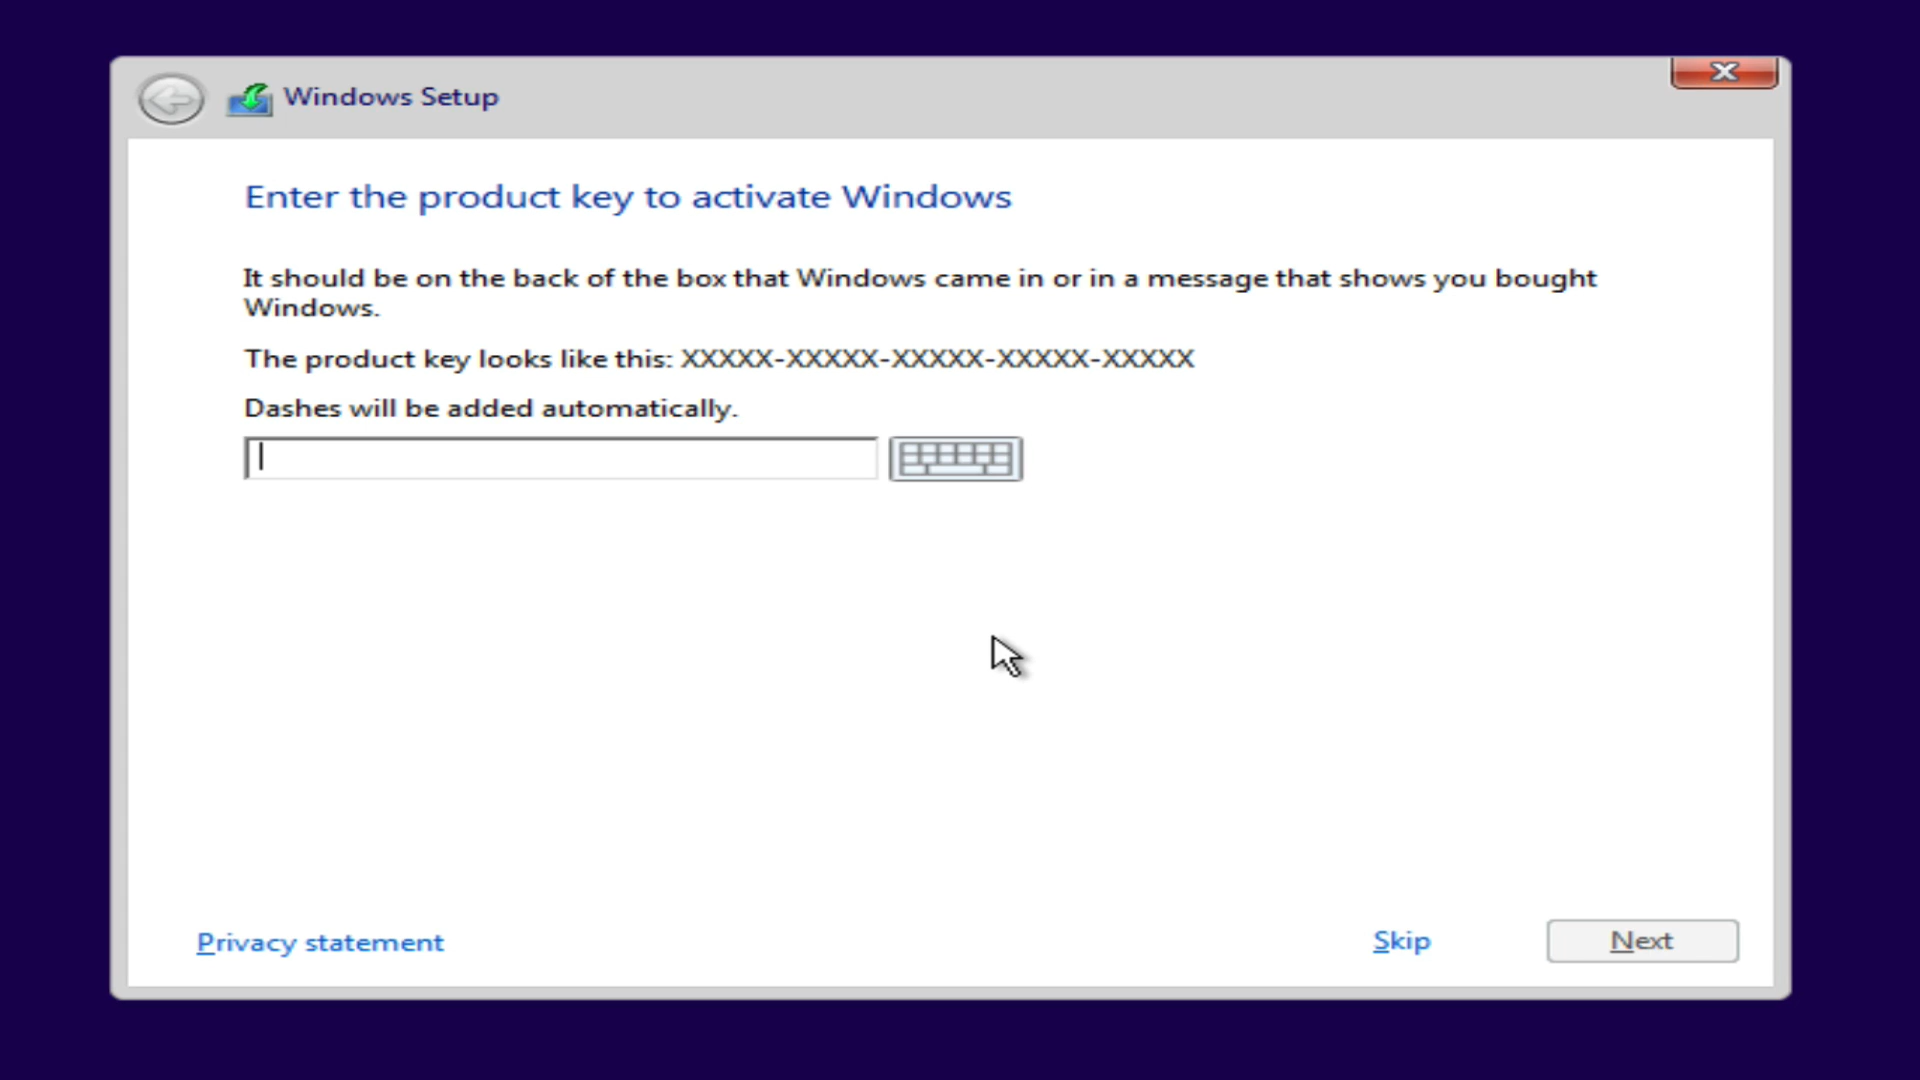 Windows Setup
Enter the product key to activate Windows
It should be on the back of the box that Windows came in or in a message that shows you bought
Windows.
The product key looks like this: XXXXX-XXXXX-XXXXX-XXXXX-XXXXX
Dashes will be added automatically.
Privacy statement
Skip
Next